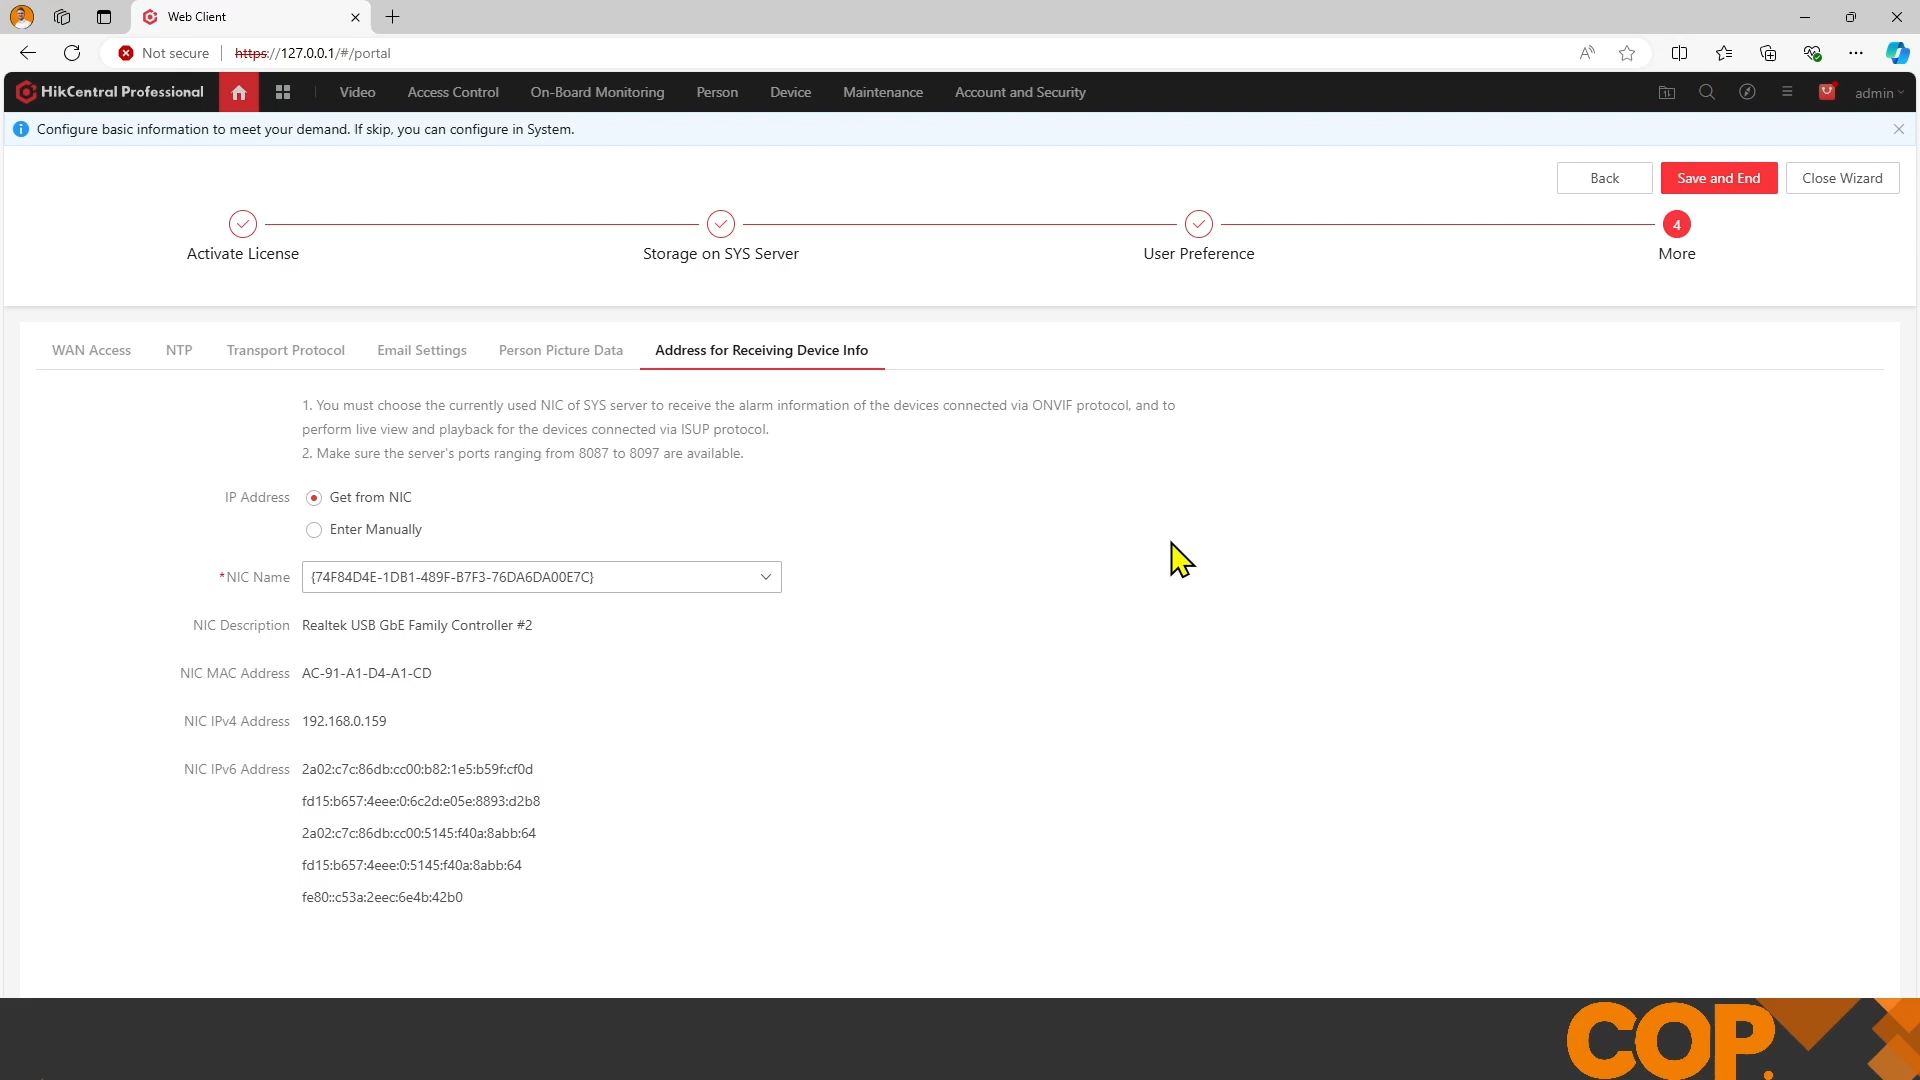 Web Client
Not secure
https://127.0.0.1/#/portal
HikCentral Professional
Video
Access Control
On-Board Monitoring
Person
Device
Maintenance
Account and Security
admin
Configure basic information to meet your demand. If skip, you can configure in System.
Back
Save and End
Close Wizard
4
Activate License
Storage on SYS Server
User Preference
More
WAN Access
NTP
Transport Protocol
Email Settings
Person Picture Data
Address for Receiving Device Info
1. You must choose the currently used NIC of SYS server to receive the alarm information of the devices connected via ONVIF protocol, and to
perform live view and playback for the devices connected via ISUP protocol.
2. Make sure the server's ports ranging from 8087 to 8097 are available.
IP Address
Get from NIC
Enter Manually
*NIC Name
{74F84D4E-1DB1-489F-B7F3-76DA6DA00E7C}
NIC Description
Realtek USB GbE Family Controller #2
NIC MAC Address
AC-91-A1-D4-A1-CD
NIC IPv4 Address
192.168.0.159
NIC IPv6 Address
2a02:c7c:86db:cc00:b82:1e5:b59f:cf0d
fd15:b657:4eee:0:6c2d:e05e:8893:d2b8
2a02:c7c:86db:cc00:5145:f40a:8abb:64
fd15:b657:4eee:0:5145:f40a:8abb:64
fe80::c53a:2eec:6e4b:42b0
COP.